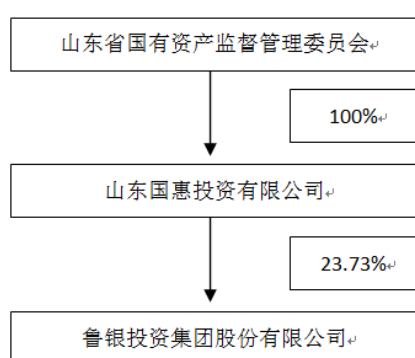 山东省国有资产监督管理委员会
100%
山东国惠投资有限公司
23.73%
鲁银投资集团股份有限公司